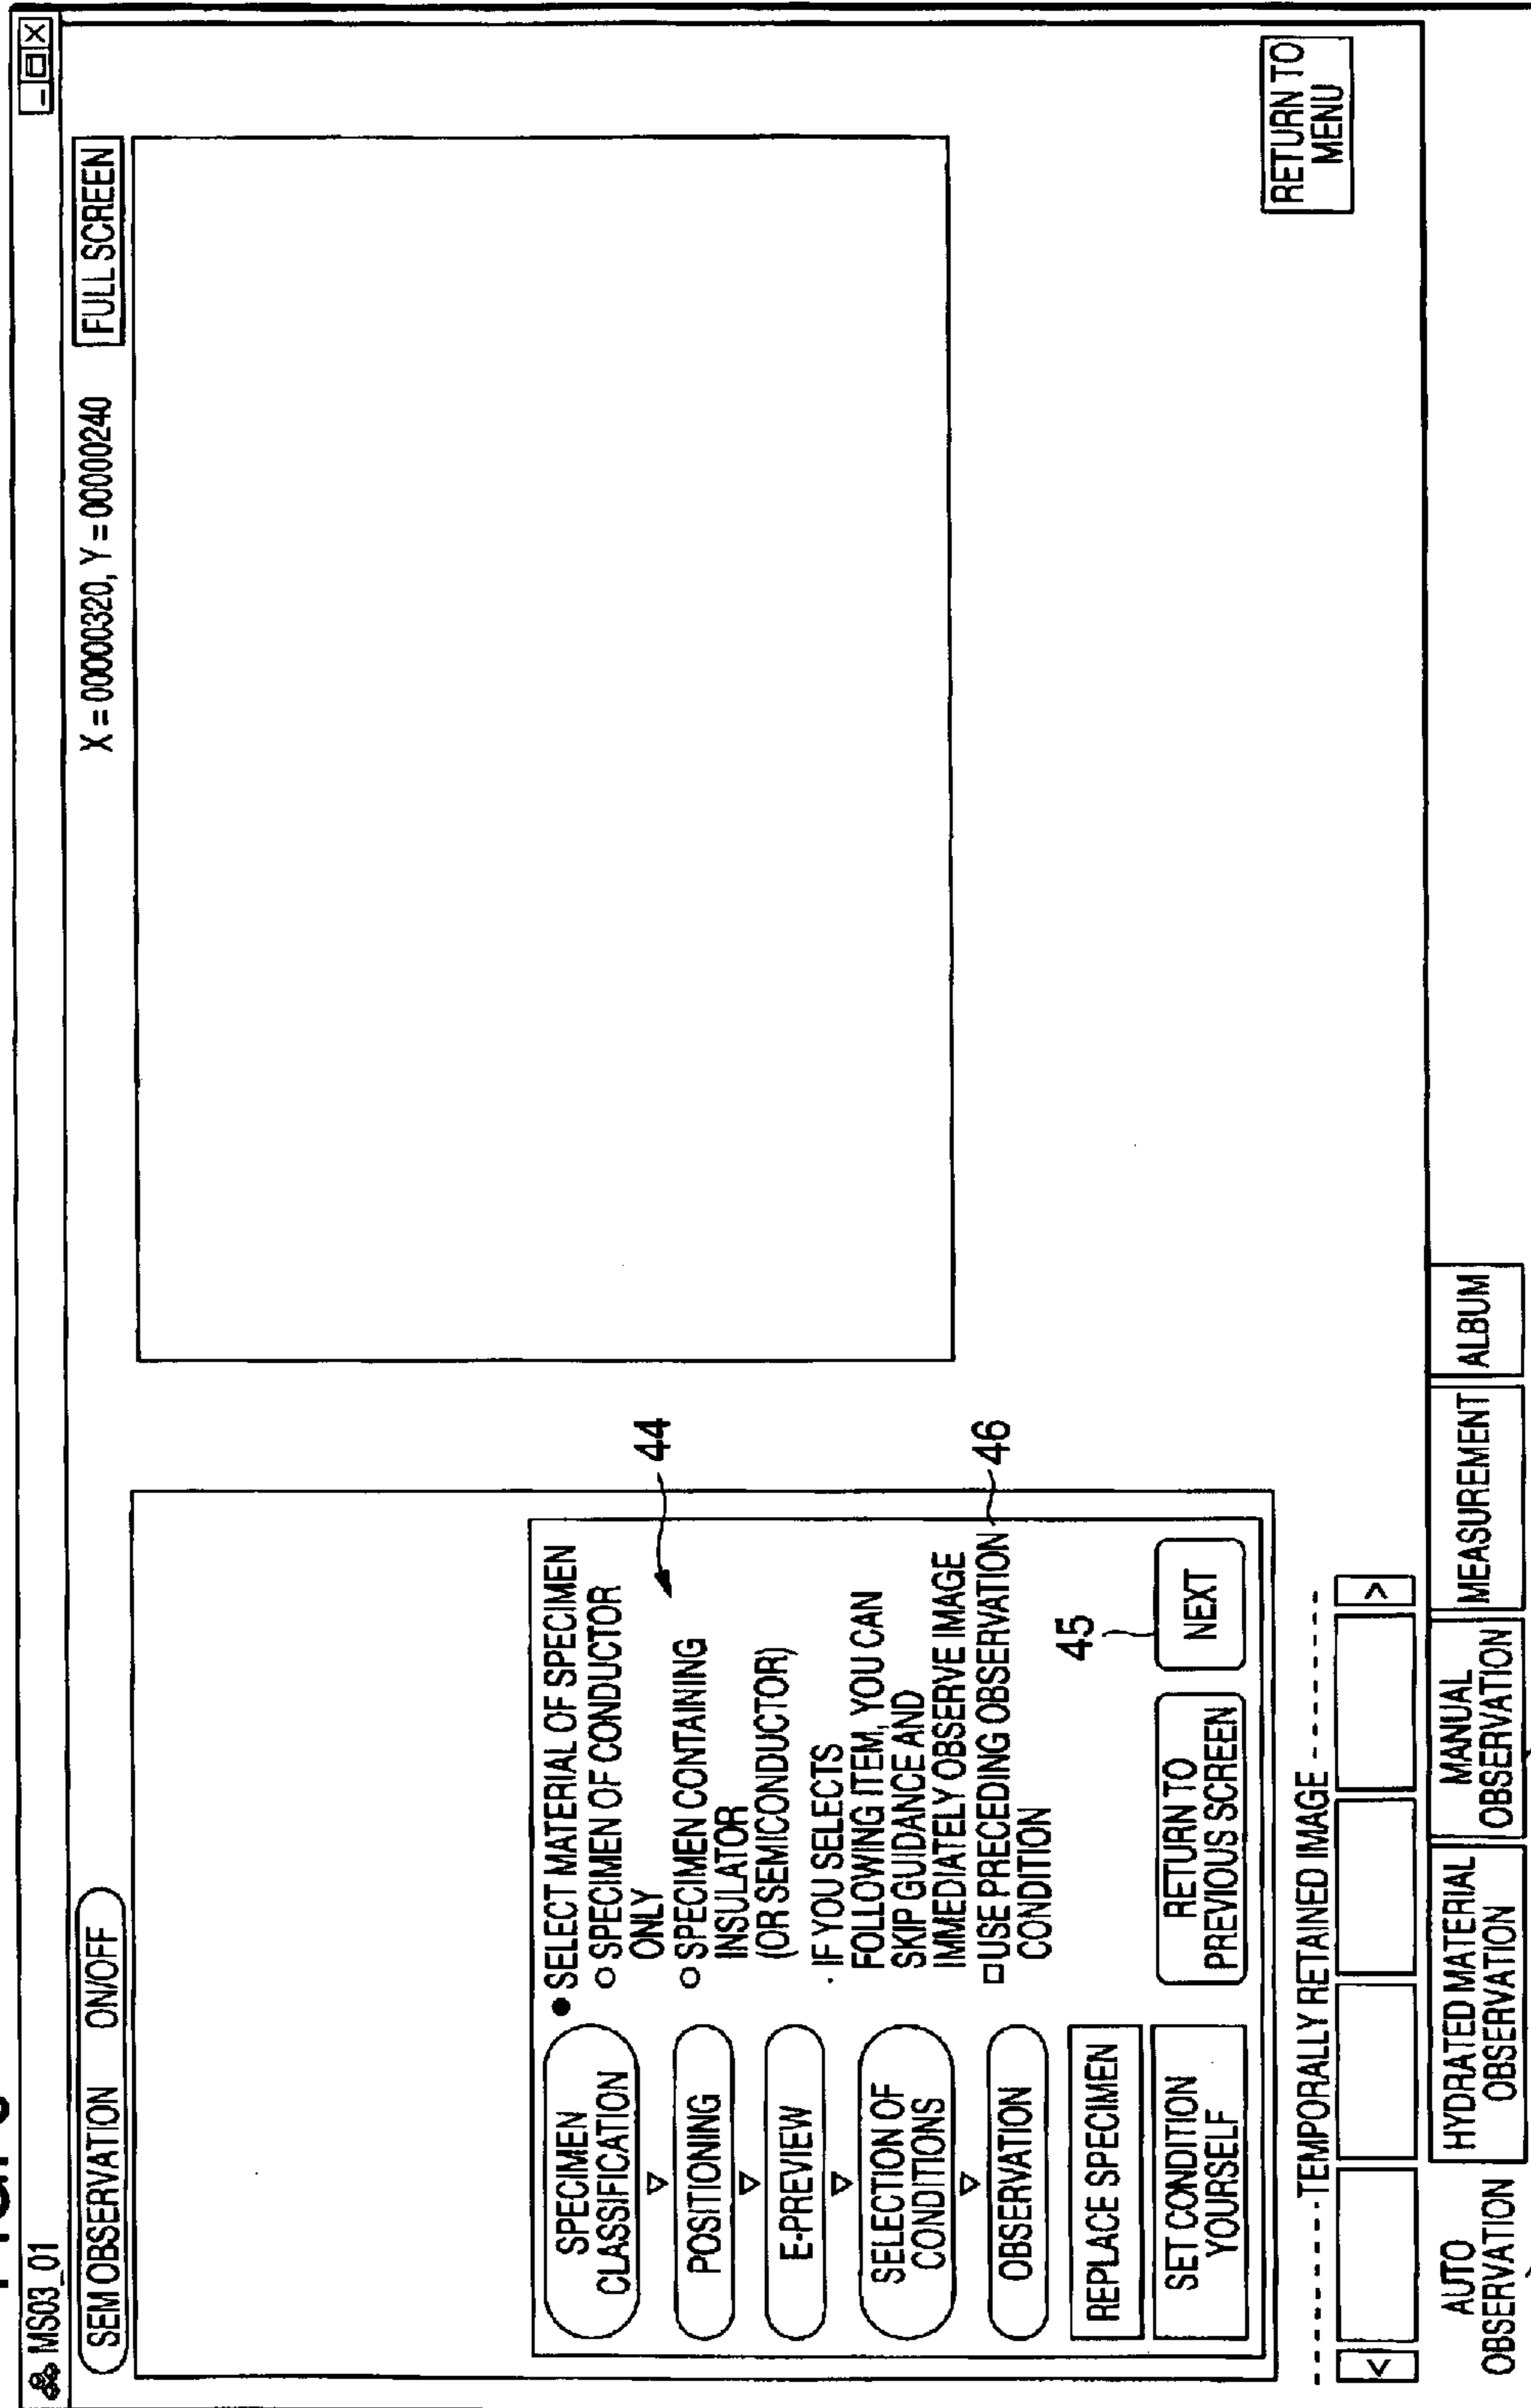 MS03_01
SEM OBSERVATION ON/OFF
X = 00000320, Y = 00000240
FULL SCREEN
SPECIMEN
CLASSIFICATION
POSITIONING
E-PREVIEW
SELECTION OF
CONDITIONS
OBSERVATION
REPLACE SPECIMEN
SET CONDITION
YOURSELF
● SELECT MATERIAL OF SPECIMEN
○ SPECIMEN OF CONDUCTOR
ONLY
○ SPECIMEN CONTAINING
INSULATOR
(OR SEMICONDUCTOR)
· IF YOU SELECTS
FOLLOWING ITEM, YOU CAN
SKIP GUIDANCE AND
IMMEDIATELY OBSERVE IMAGE
□ USE PRECEDING OBSERVATION
CONDITION
44
46
45
RETURN TO
PREVIOUS SCREEN
NEXT
TEMPORALLY RETAINED IMAGE
<
>
RETURN TO
MENU
AUTO
OBSERVATION
HYDRATED MATERIAL
OBSERVATION
MANUAL
OBSERVATION
MEASUREMENT
ALBUM